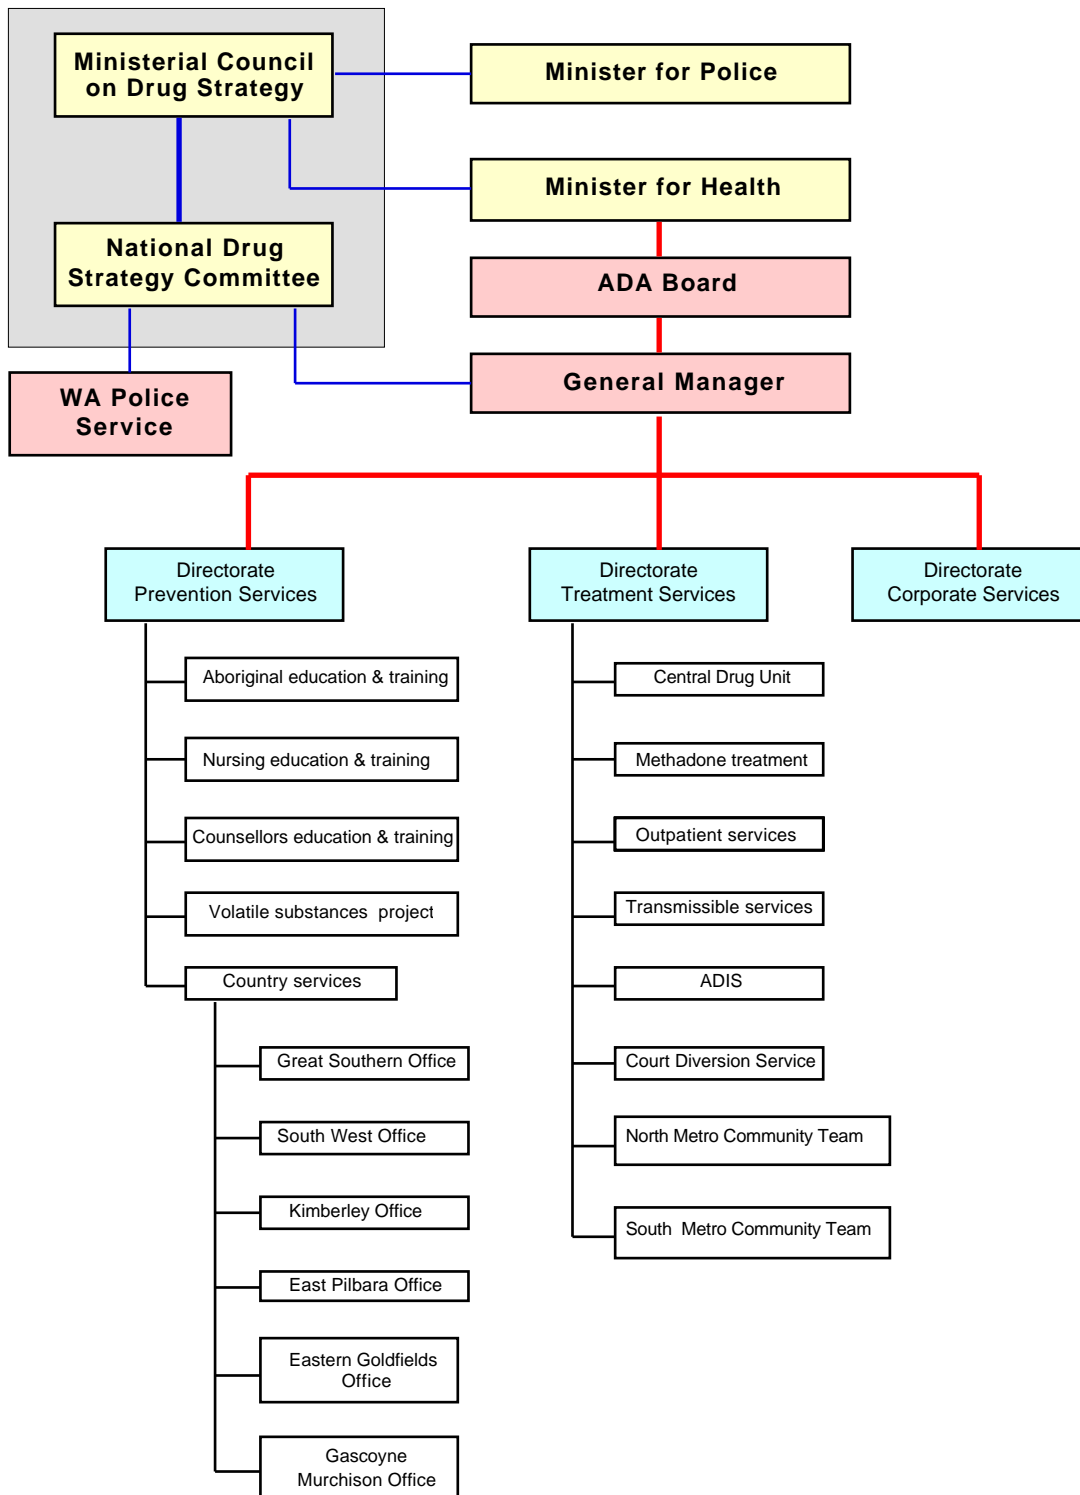 Ministerial Council
on Drug Strategy
Minister for Police
Minister for Health
National Drug
Strategy Committee
ADA Board
General Manager
WA Police
Service
Directorate
Prevention Services
Directorate
Treatment Services
Directorate
Corporate Services
Aboriginal education & training
Nursing education & training
Counsellors education & training
Volatile substances project
Country services
Great Southern Office
South West Office
Kimberley Office
East Pilbara Office
Eastern Goldfields
Office
Gascoyne
Murchison Office
Central Drug Unit
Methadone treatment
Outpatient services
Transmissible services
ADIS
Court Diversion Service
North Metro Community Team
South Metro Community Team